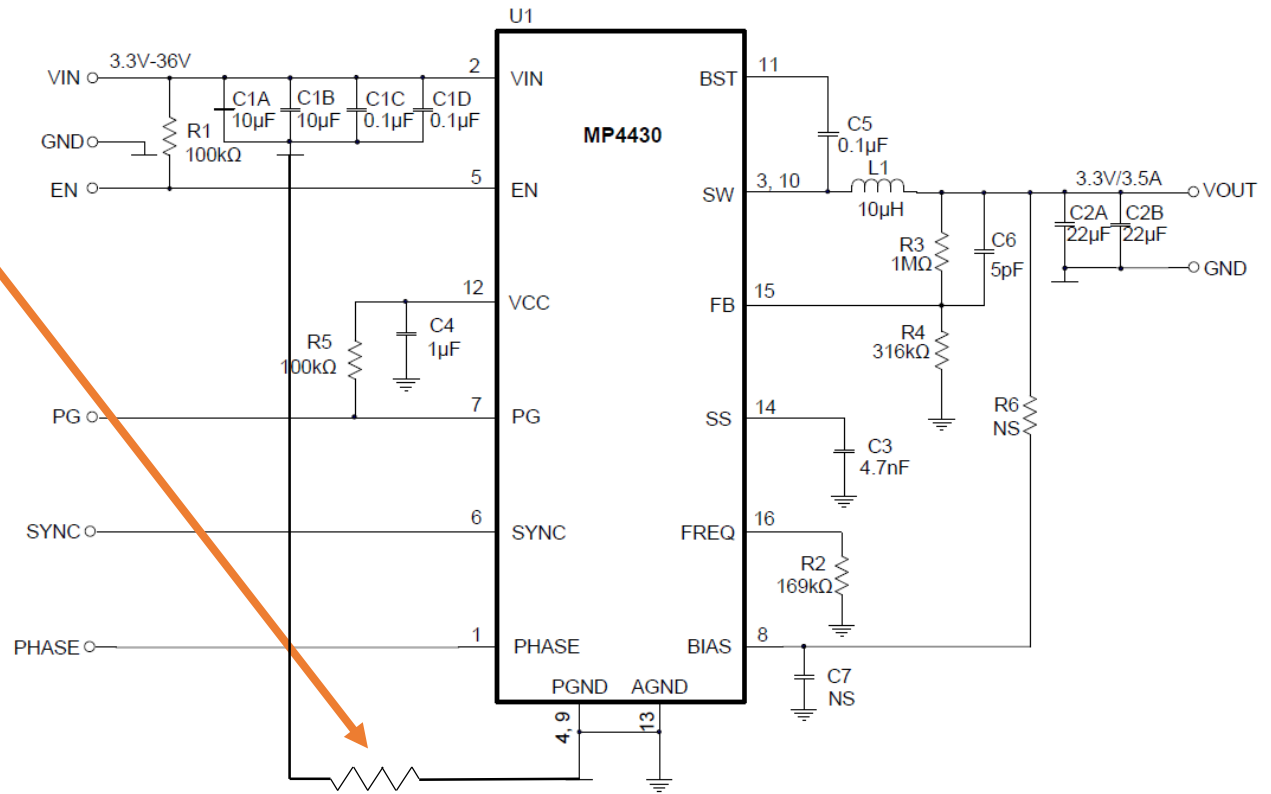 U1
3.3V-36V
VIN
2
VIN
BST
11
C1A
10µF
C1B
10µF
C1C
0.1µF
C1D
0.1µF
MP4430
C5
0.1µF
GND
R1
100kΩ
EN
5
EN
SW
3, 10
L1
10µH
3.3V/3.5A
VOUT
C2A
22µF
C2B
22µF
R3
1MΩ
C6
5pF
GND
12
VCC
FB
15
R5
100kΩ
C4
1µF
R4
316kΩ
PG
7
PG
SS
14
R6
NS
C3
4.7nF
SYNC
6
SYNC
FREQ
16
R2
169kΩ
PHASE
1
PHASE
BIAS
8
C7
NS
PGND
AGND
4, 9
13